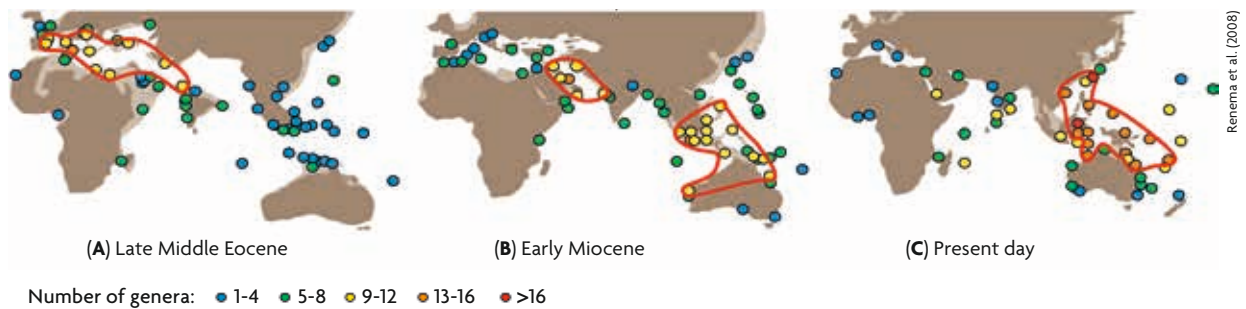 Renema et al. (2008)
(A) Late Middle Eocene
(B) Early Miocene
(C) Present day
Number of genera: 1-4 5-8 9-12 13-16 >16